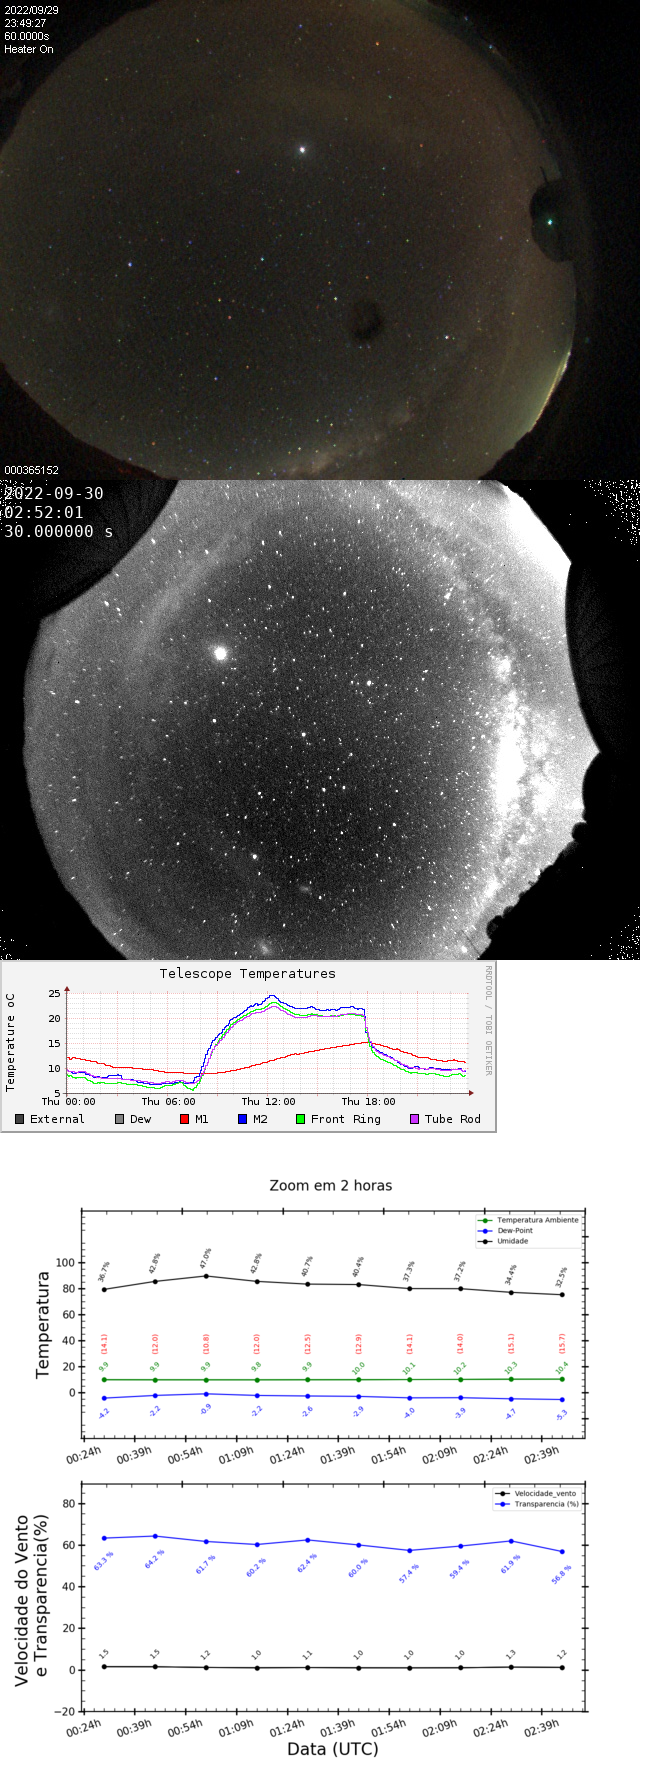 2022/09/29
23:49:27
60.0000s
Heater On
000365152
2022-09-30
02:52:01
30.000000 s
Telescope Temperatures
RRDTOOL / TOBI OETIKER
Temperature oC
25
20
15
10
5
Thu 00:00 Thu 06:00 Thu 12:00 Thu 18:00
External Dew M1 M2 Front Ring Tube Rod
Zoom em 2 horas
Temperatura Ambiente
Dew-Point
Umidade
Temperatura
100
80
60
40
20
0
36.7% 42.8% 47.0% 42.8% 40.7% 40.4% 37.3% 37.2% 34.4% 32.5%
(14.1) (12.0) (10.8) (12.0) (12.5) (12.9) (14.1) (14.0) (15.1) (15.7)
9.9 9.9 9.9 9.8 9.9 10.0 10.1 10.2 10.3 10.4
-4.2 -2.2 -0.9 -2.2 -2.6 -2.9 -4.0 -3.9 -4.7 -5.3
00:24h 00:39h 00:54h 01:09h 01:24h 01:39h 01:54h 02:09h 02:24h 02:39h
Velocidade_vento
Transparencia (%)
Velocidade do Vento
e Transparencia(%)
80
60
40
20
0
−20
63.3 % 64.2 % 61.7 % 60.2 % 62.4 % 60.0 % 57.4 % 59.4 % 61.9 % 56.8 %
1.5 1.5 1.2 1.0 1.1 1.0 1.0 1.0 1.3 1.2
00:24h 00:39h 00:54h 01:09h 01:24h 01:39h 01:54h 02:09h 02:24h 02:39h
Data (UTC)